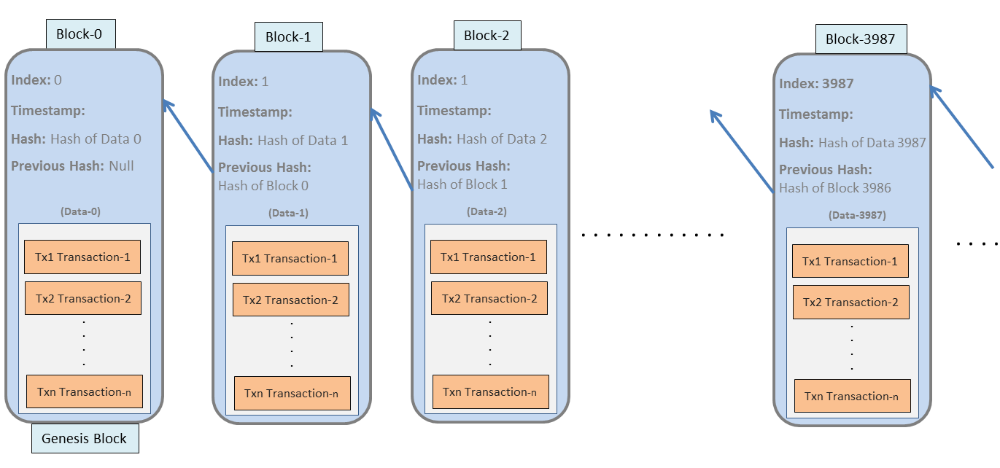 Block-0
Index: 0
Timestamp:
Hash: Hash of Data 0
Previous Hash: Null
(Data-0)
Tx1 Transaction-1
Tx2 Transaction-2
Txn Transaction-n
Genesis Block
Block-1
Index: 1
Timestamp:
Hash: Hash of Data 1
Previous Hash:
Hash of Block 0
(Data-1)
Tx1 Transaction-1
Tx2 Transaction-2
Txn Transaction-n
Block-2
Index: 1
Timestamp:
Hash: Hash of Data 2
Previous Hash:
Hash of Block 1
(Data-2)
Tx1 Transaction-1
Tx2 Transaction-2
Txn Transaction-n
Block-3987
Index: 3987
Timestamp:
Hash: Hash of Data 3987
Previous Hash:
Hash of Block 3986
(Data-3987)
Tx1 Transaction-1
Tx2 Transaction-2
Txn Transaction-n